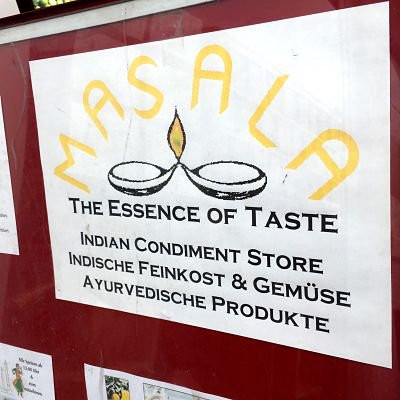 MASALA
THE ESSENCE OF TASTE
INDIAN CONDIMENT STORE
INDISCHE FEINKOST & GEMÜSE
AYURVEDISCHE PRODUKTE